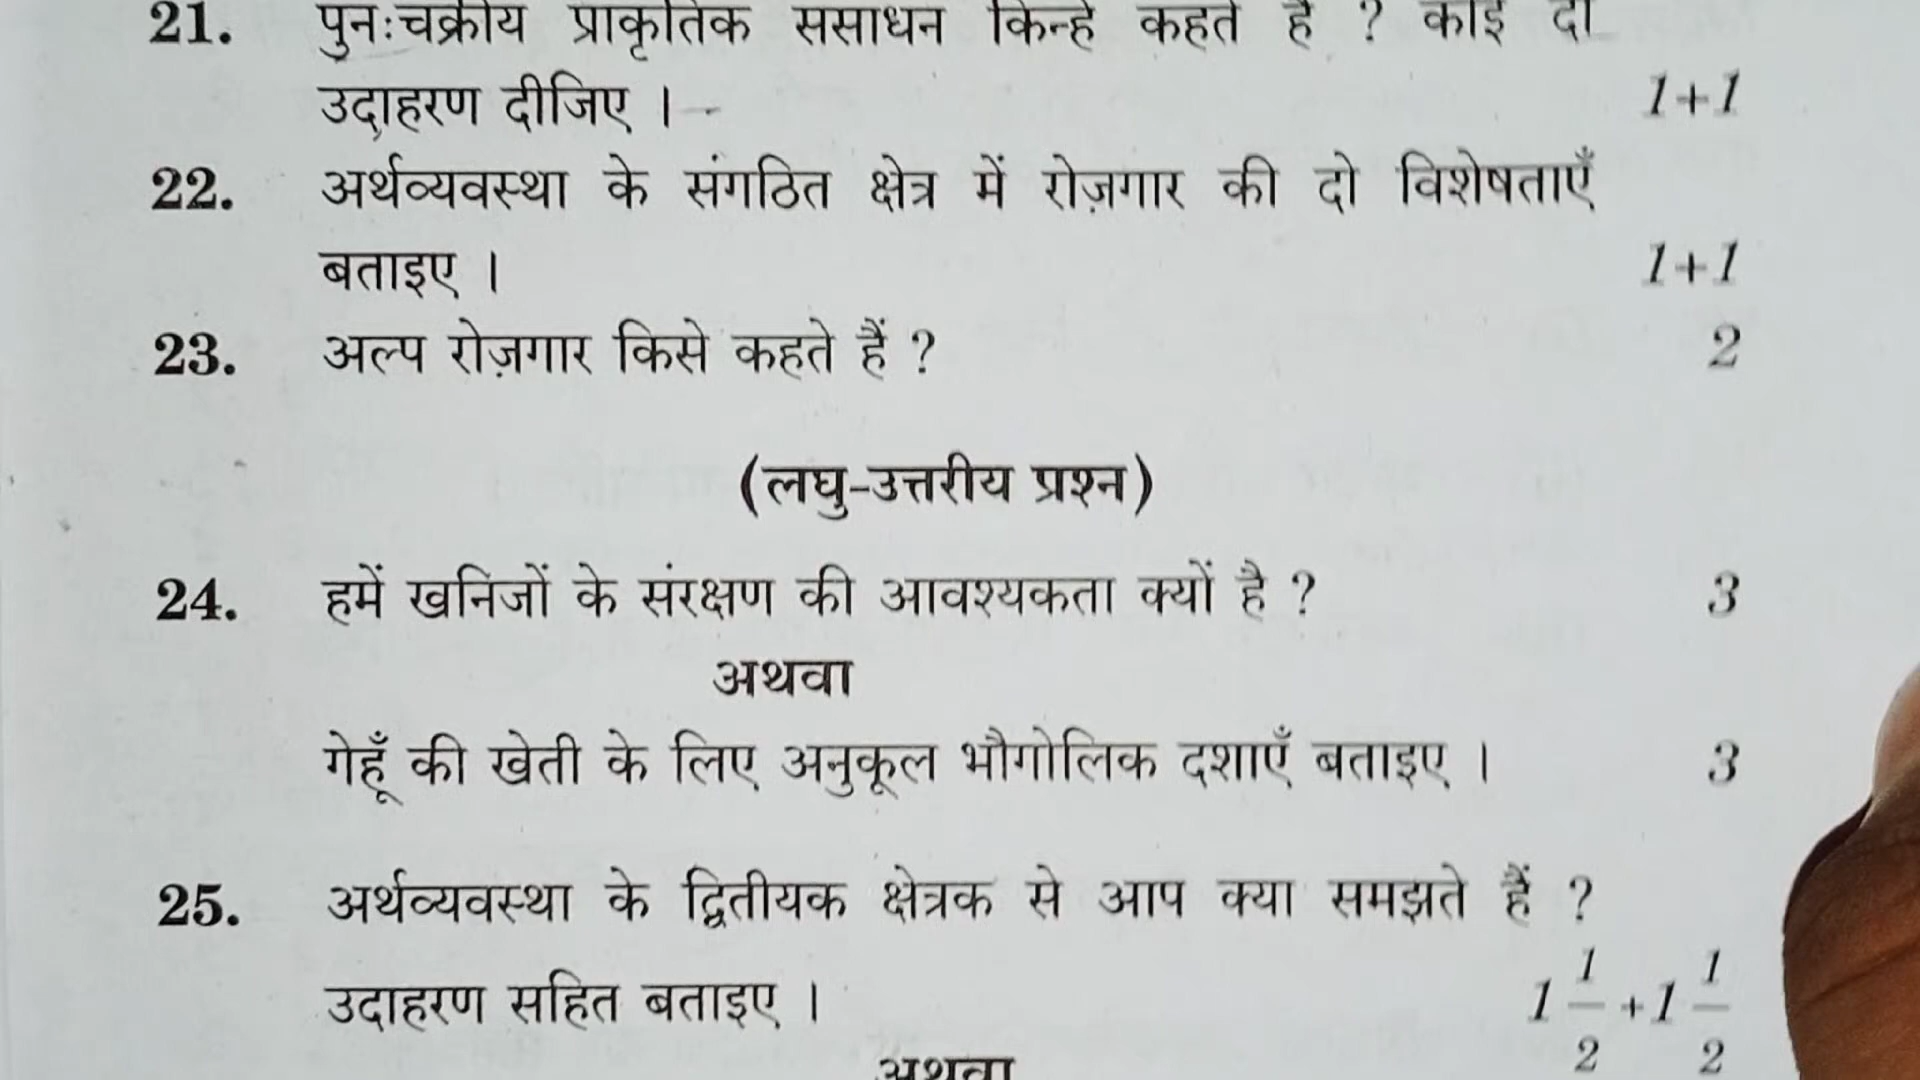 21. पुनःचक्रीय प्राकृतिक संसाधन किन्हें कहते हैं ? कोई दो
उदाहरण दीजिए । 1+1
22. अर्थव्यवस्था के संगठित क्षेत्र में रोज़गार की दो विशेषताएँ
बताइए । 1+1
23. अल्प रोज़गार किसे कहते हैं ? 2
(लघु-उत्तरीय प्रश्न)
24. हमें खनिजों के संरक्षण की आवश्यकता क्यों है ? 3
अथवा
गेहूँ की खेती के लिए अनुकूल भौगोलिक दशाएँ बताइए । 3
25. अर्थव्यवस्था के द्वितीयक क्षेत्रक से आप क्या समझते हैं ?
उदाहरण सहित बताइए । 1 1/2 + 1 1/2
अथवा